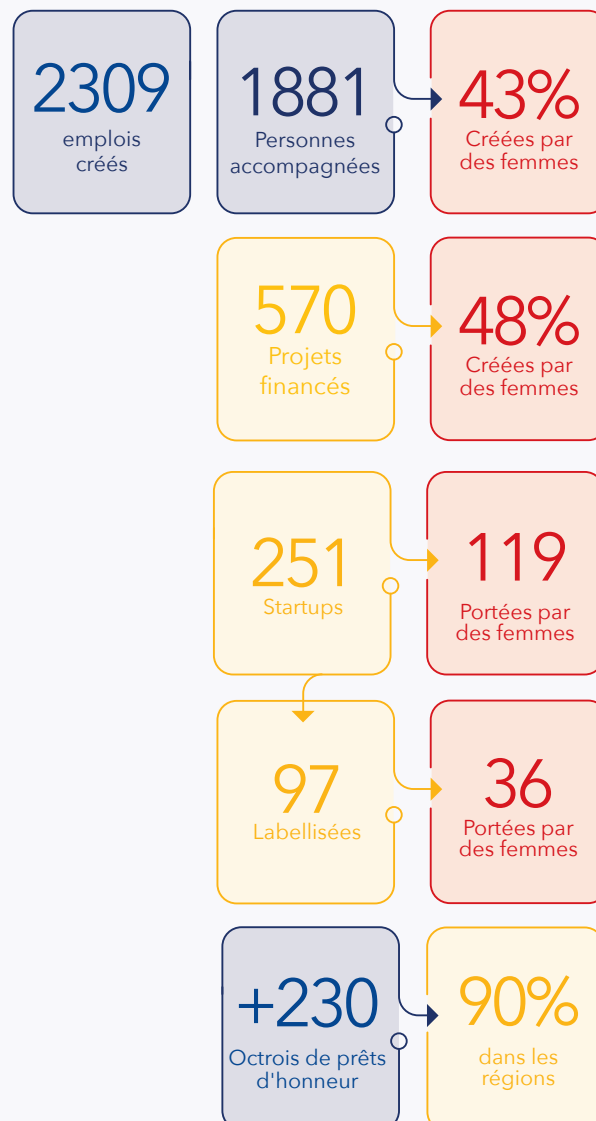 2309
emplois
créés
1881
Personnes
accompagnées
43%
Créées par
des femmes
570
Projets
financés
48%
Créées par
des femmes
251
Startups
119
Portées par
des femmes
97
Labellisées
36
Portées par
des femmes
+230
Octrois de prêts
d'honneur
90%
dans les
régions